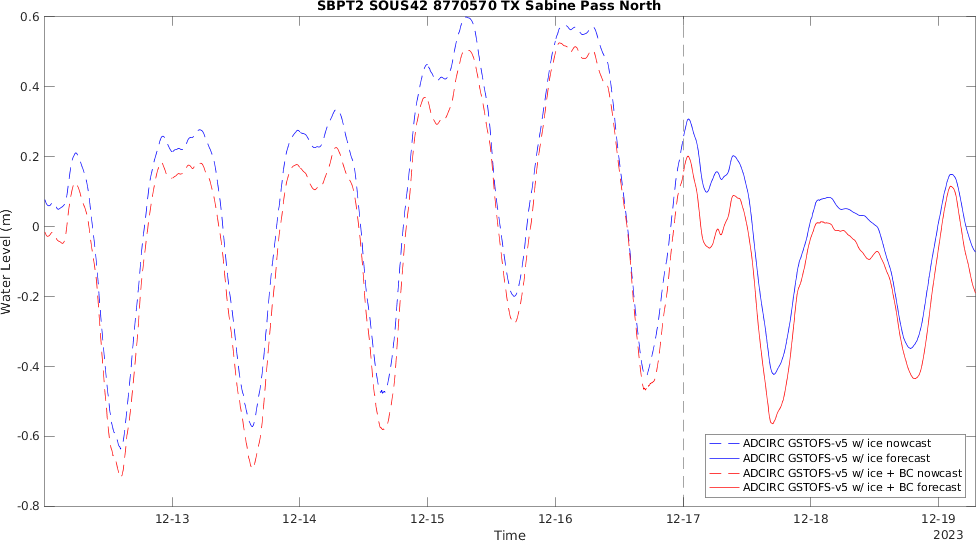 SBPT2 SOUS42 8770570 TX Sabine Pass North
0.6
0.4
0.2
0
-0.2
-0.4
-0.6
-0.8
Water Level (m)
12-13
12-14
12-15
12-16
12-17
12-18
12-19
Time
2023
ADCIRC GSTOFS-v5 w/ ice nowcast
ADCIRC GSTOFS-v5 w/ ice forecast
ADCIRC GSTOFS-v5 w/ ice + BC nowcast
ADCIRC GSTOFS-v5 w/ ice + BC forecast